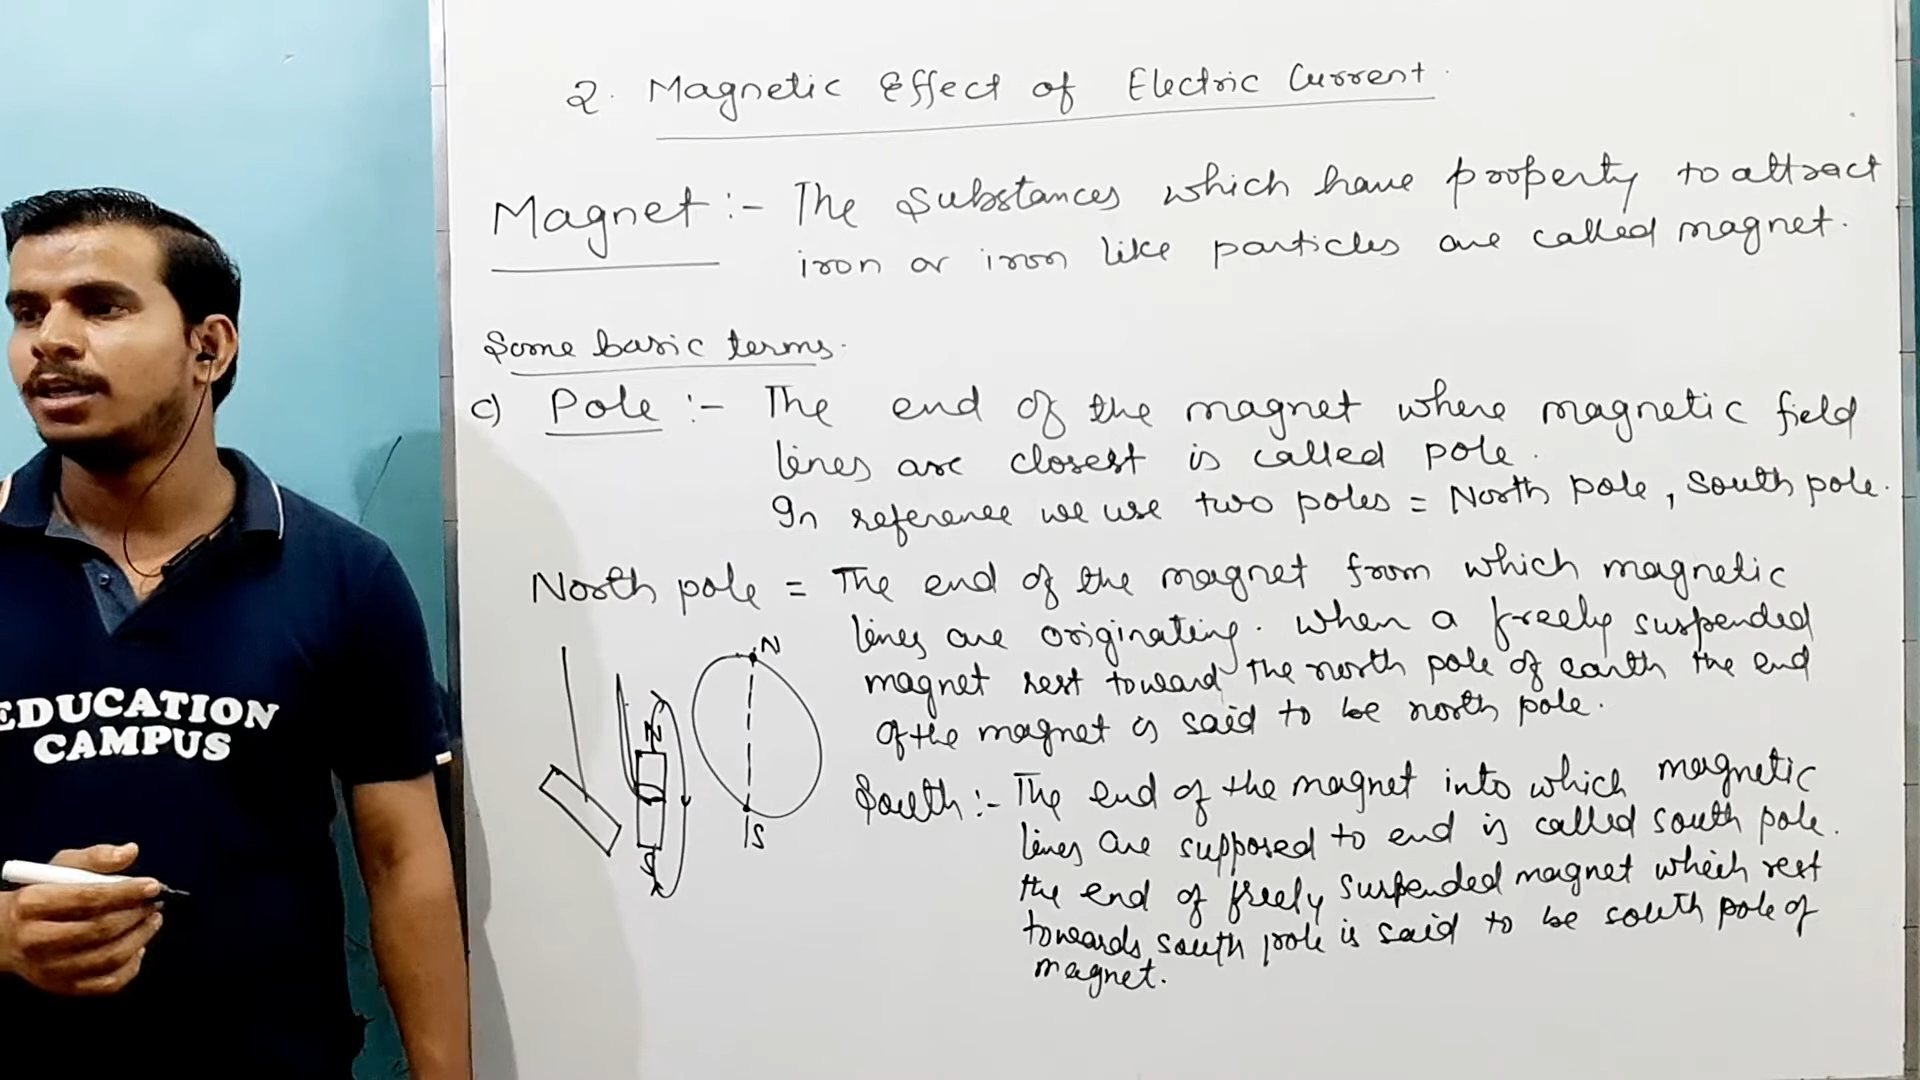 2. Magnetic Effect of Electric Current.
Magnet :- The substances which have property to attract
iron or iron like particles are called magnet.
Some basic terms.
c) Pole :- The end of the magnet where magnetic field
lines are closest is called pole.
In reference we use two poles = North pole, South pole.
North pole = The end of the magnet from which magnetic
lines are originating. When a freely suspended
magnet rest toward the north pole of earth the end
of the magnet is said to be north pole.
South :- The end of the magnet into which magnetic
lines are supposed to end is called south pole.
the end of freely suspended magnet which rest
towards south pole is said to be south pole of
magnet.
N
S
N
S
EDUCATION
CAMPUS